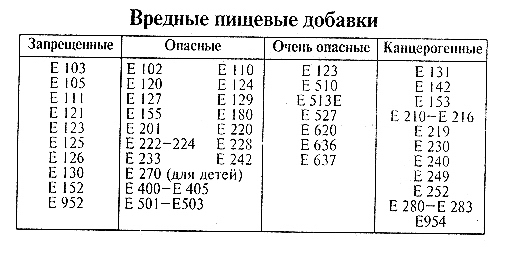 Вредные пищевые добавки
Запрещенные Опасные Очень опасные Канцерогенные
Е 103 Е 102 Е 110 Е 123 Е 131
Е 105 Е 120 Е 124 Е 510 Е 142
Е 111 Е 127 Е 129 Е 513Е Е 153
Е 121 Е 155 Е 180 Е 527 Е 210–Е 216
Е 123 Е 201 Е 220 Е 620 Е 219
Е 125 Е 222–224 Е 228 Е 636 Е 230
Е 126 Е 233 Е 242 Е 637 Е 240
Е 130 Е 270 (для детей) Е 249
Е 152 Е 400–Е 405 Е 252
Е 952 Е 501–Е503 Е 280–Е 283
Е954